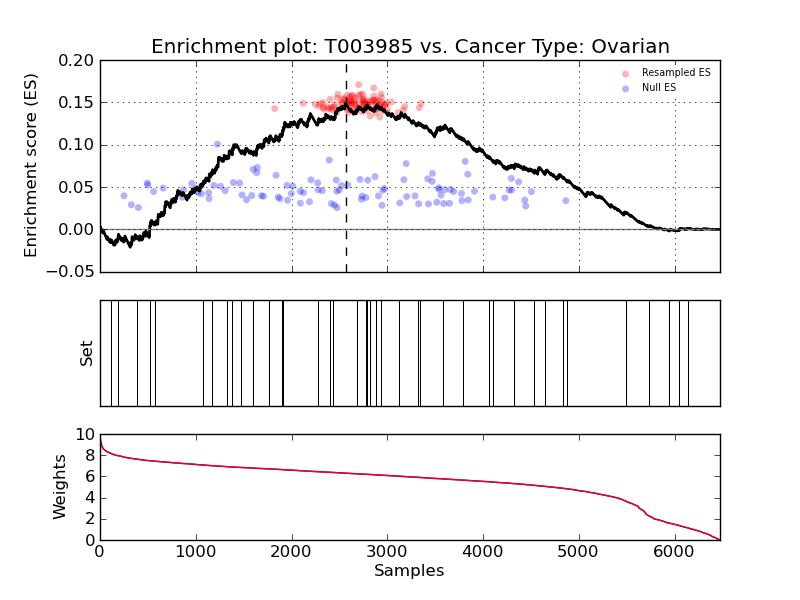 Enrichment plot: T003985 vs. Cancer Type: Ovarian
Enrichment score (ES)
0.20
0.15
0.10
0.05
0.00
−0.05
Resampled ES
Null ES
Set
Weights
10
8
6
4
2
0
0 1000 2000 3000 4000 5000 6000
Samples